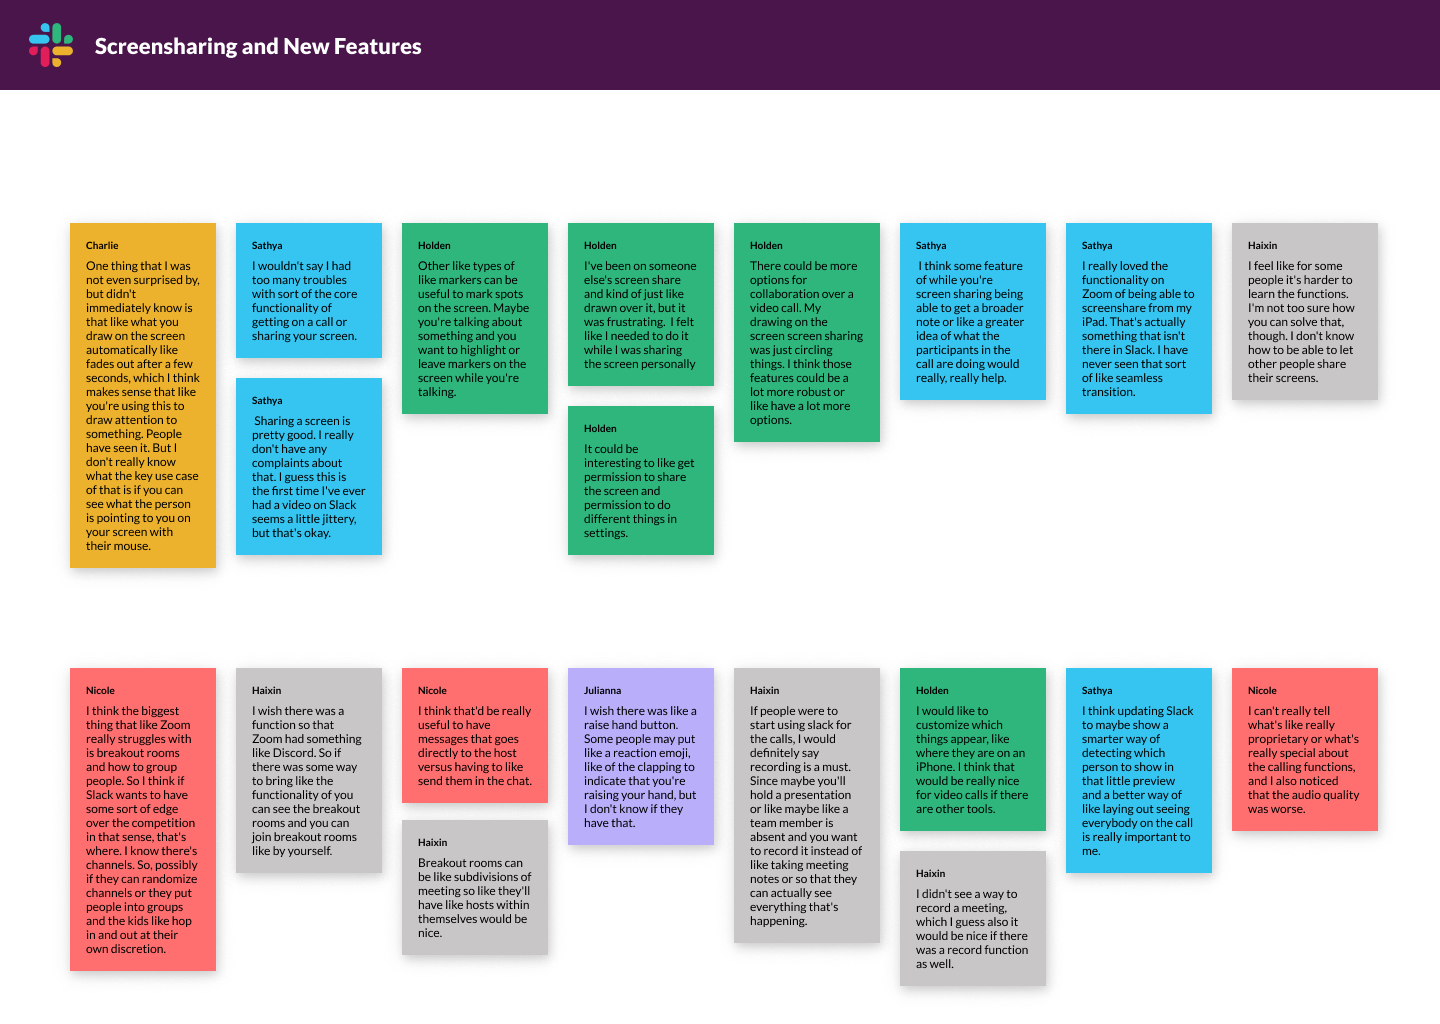 Screensharing and New Features
Charlie
One thing that I was
not even surprised by,
but didn't
immediately know is
that like what you
draw on the screen
automatically like
fades out after a few
seconds, which I think
makes sense that like
you're using this to
draw attention to
something. People
have seen it. But I
don't really know
what the key use case
of that is if you can
see what the person
is pointing to you on
your screen with
their mouse.
Sathya
I wouldn't say I had
too many troubles
with sort of the core
functionality of
getting on a call or
sharing your screen.
Sathya
Sharing a screen is
pretty good. I really
don't have any
complaints about
that. I guess this is
the first time I've ever
had a video on Slack
seems a little jittery,
but that's okay.
Holden
Other like types of
like markers can be
useful to mark spots
on the screen. Maybe
you're talking about
something and you
want to highlight or
leave markers on the
screen while you're
talking.
Holden
I've been on someone
else's screen share
and kind of just like
drawn over it, but it
was frustrating. I felt
like I needed to do it
while I was sharing
the screen personally
Holden
It could be
interesting to like get
permission to share
the screen and
permission to do
different things in
settings.
Holden
There could be more
options for
collaboration over a
video call. My
drawing on the
screen screen sharing
was just circling
things. I think those
features could be a
lot more robust or
like have a lot more
options.
Sathya
I think some feature
of while you're
screen sharing being
able to get a broader
note or like a greater
idea of what the
participants in the
call are doing would
really, really help.
Sathya
I really loved the
functionality on
Zoom of being able to
screenshare from my
iPad. That's actually
something that isn't
there in Slack. I have
never seen that sort
of like seamless
transition.
Haixin
I feel like for some
people it's harder to
learn the functions.
I'm not too sure how
you can solve that,
though. I don't know
how to be able to let
other people share
their screens.
Nicole
I think the biggest
thing that like Zoom
really struggles with
is breakout rooms
and how to group
people. So I think if
Slack wants to have
some sort of edge
over the competition
in that sense, that's
where. I know there's
channels. So, possibly
if they can randomize
channels or they put
people into groups
and the kids like hop
in and out at their
own discretion.
Haixin
I wish there was a
function so that
Zoom had something
like Discord. So if
there was some way
to bring like the
functionality of you
can see the breakout
rooms and you can
join breakout rooms
like by yourself.
Nicole
I think that'd be really
useful to have
messages that goes
directly to the host
versus having to like
send them in the chat.
Haixin
Breakout rooms can
be like subdivisions of
meeting so like they'll
have like hosts within
themselves would be
nice.
Julianna
I wish there was like a
raise hand button.
Some people may put
like a reaction emoj,
like of the clapping to
indicate that you're
raising your hand, but
I don't know if they
have that.
Haixin
If people were to
start using slack for
the calls, I would
definitely say
recording is a must.
Since maybe you'll
hold a presentation
or like maybe like a
team member is
absent and you want
to record it instead of
like taking meeting
notes or so that they
can actually see
everything that's
happening.
Holden
I would like to
customize which
things appear, like
where they are on an
iPhone. I think that
would be really nice
for video calls if there
are other tools.
Haixin
I didn't see a way to
record a meeting,
which I guess also it
would be nice if there
was a record function
as well.
Sathya
I think updating Slack
to maybe show a
smarter way of
detecting which
person to show in
that little preview
and a better way of
like laying out seeing
everybody on the call
is really important to
me.
Nicole
I can't really tell
what's like really
proprietary or what's
really special about
the calling functions,
and I also noticed
that the audio quality
was worse.